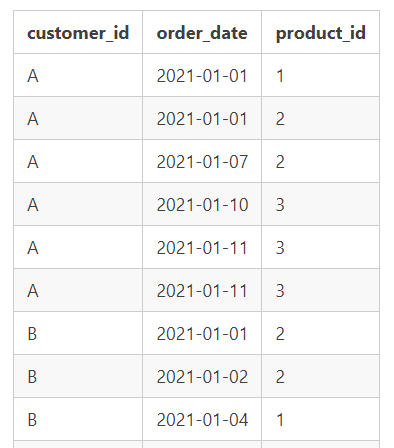 customer_id order_date product_id
A 2021-01-01 1
A 2021-01-01 2
A 2021-01-07 2
A 2021-01-10 3
A 2021-01-11 3
A 2021-01-11 3
B 2021-01-01 2
B 2021-01-02 2
B 2021-01-04 1